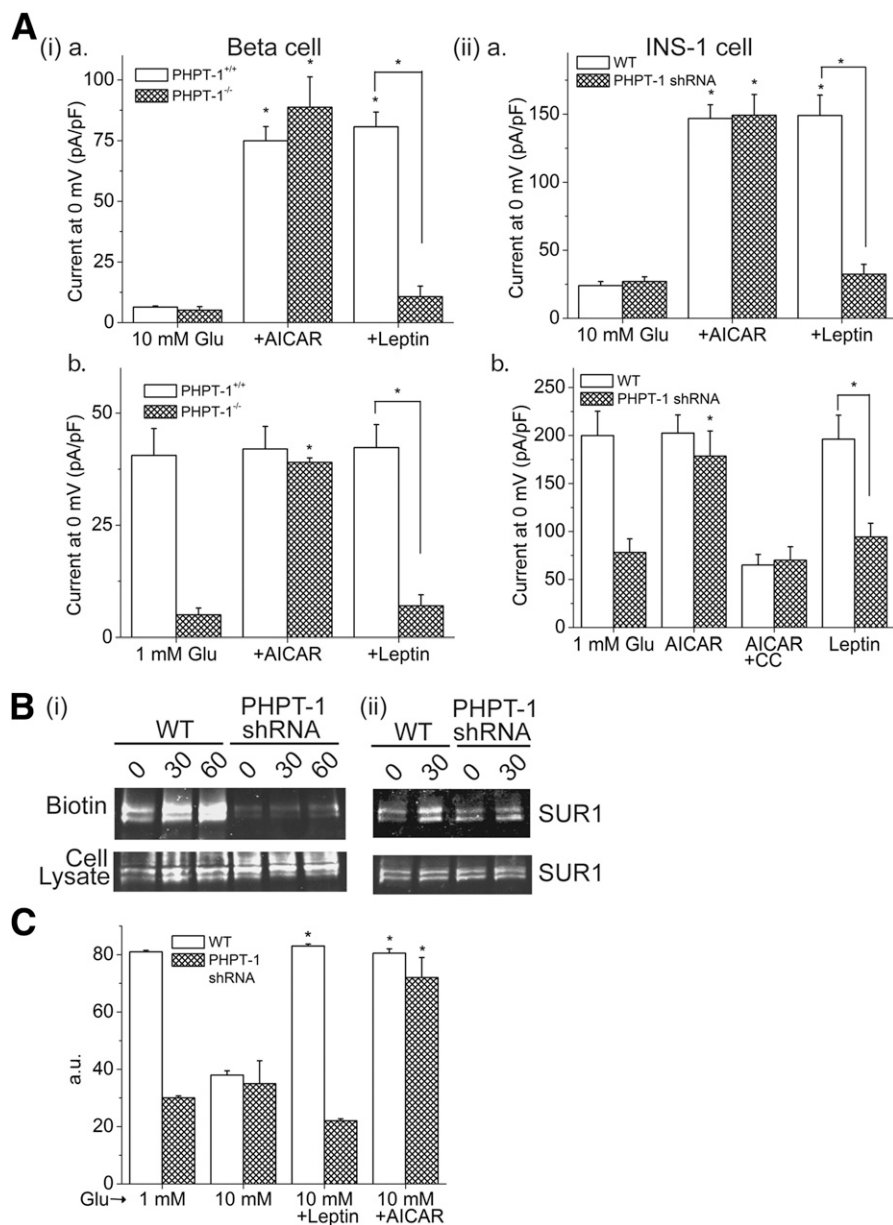 A
(i) a.
Beta cell
PHPT-1+/+
PHPT-1-/-
Current at 0 mV (pA/pF)
100
75
50
25
0
* * * *
10 mM Glu +AICAR +Leptin
(ii) a.
INS-1 cell
WT
PHPT-1 shRNA
Current at 0 mV (pA/pF)
150
100
50
0
* * * *
10 mM Glu +AICAR +Leptin
b.
PHPT-1+/+
PHPT-1-/-
Current at 0 mV (pA/pF)
50
25
0
* *
1 mM Glu +AICAR +Leptin
b.
WT
PHPT-1 shRNA
Current at 0 mV (pA/pF)
250
200
150
100
50
0
* *
1 mM Glu AICAR AICAR Leptin
+CC
B
(i)
WT
PHPT-1
shRNA
0 30 60 0 30 60
Biotin
Cell
Lysate
(ii)
WT
PHPT-1
shRNA
0 30 0 30
SUR1
SUR1
C
WT
PHPT-1
shRNA
a.u.
80
60
40
20
0
* * *
Glu→ 1 mM 10 mM 10 mM 10 mM
+Leptin +AICAR